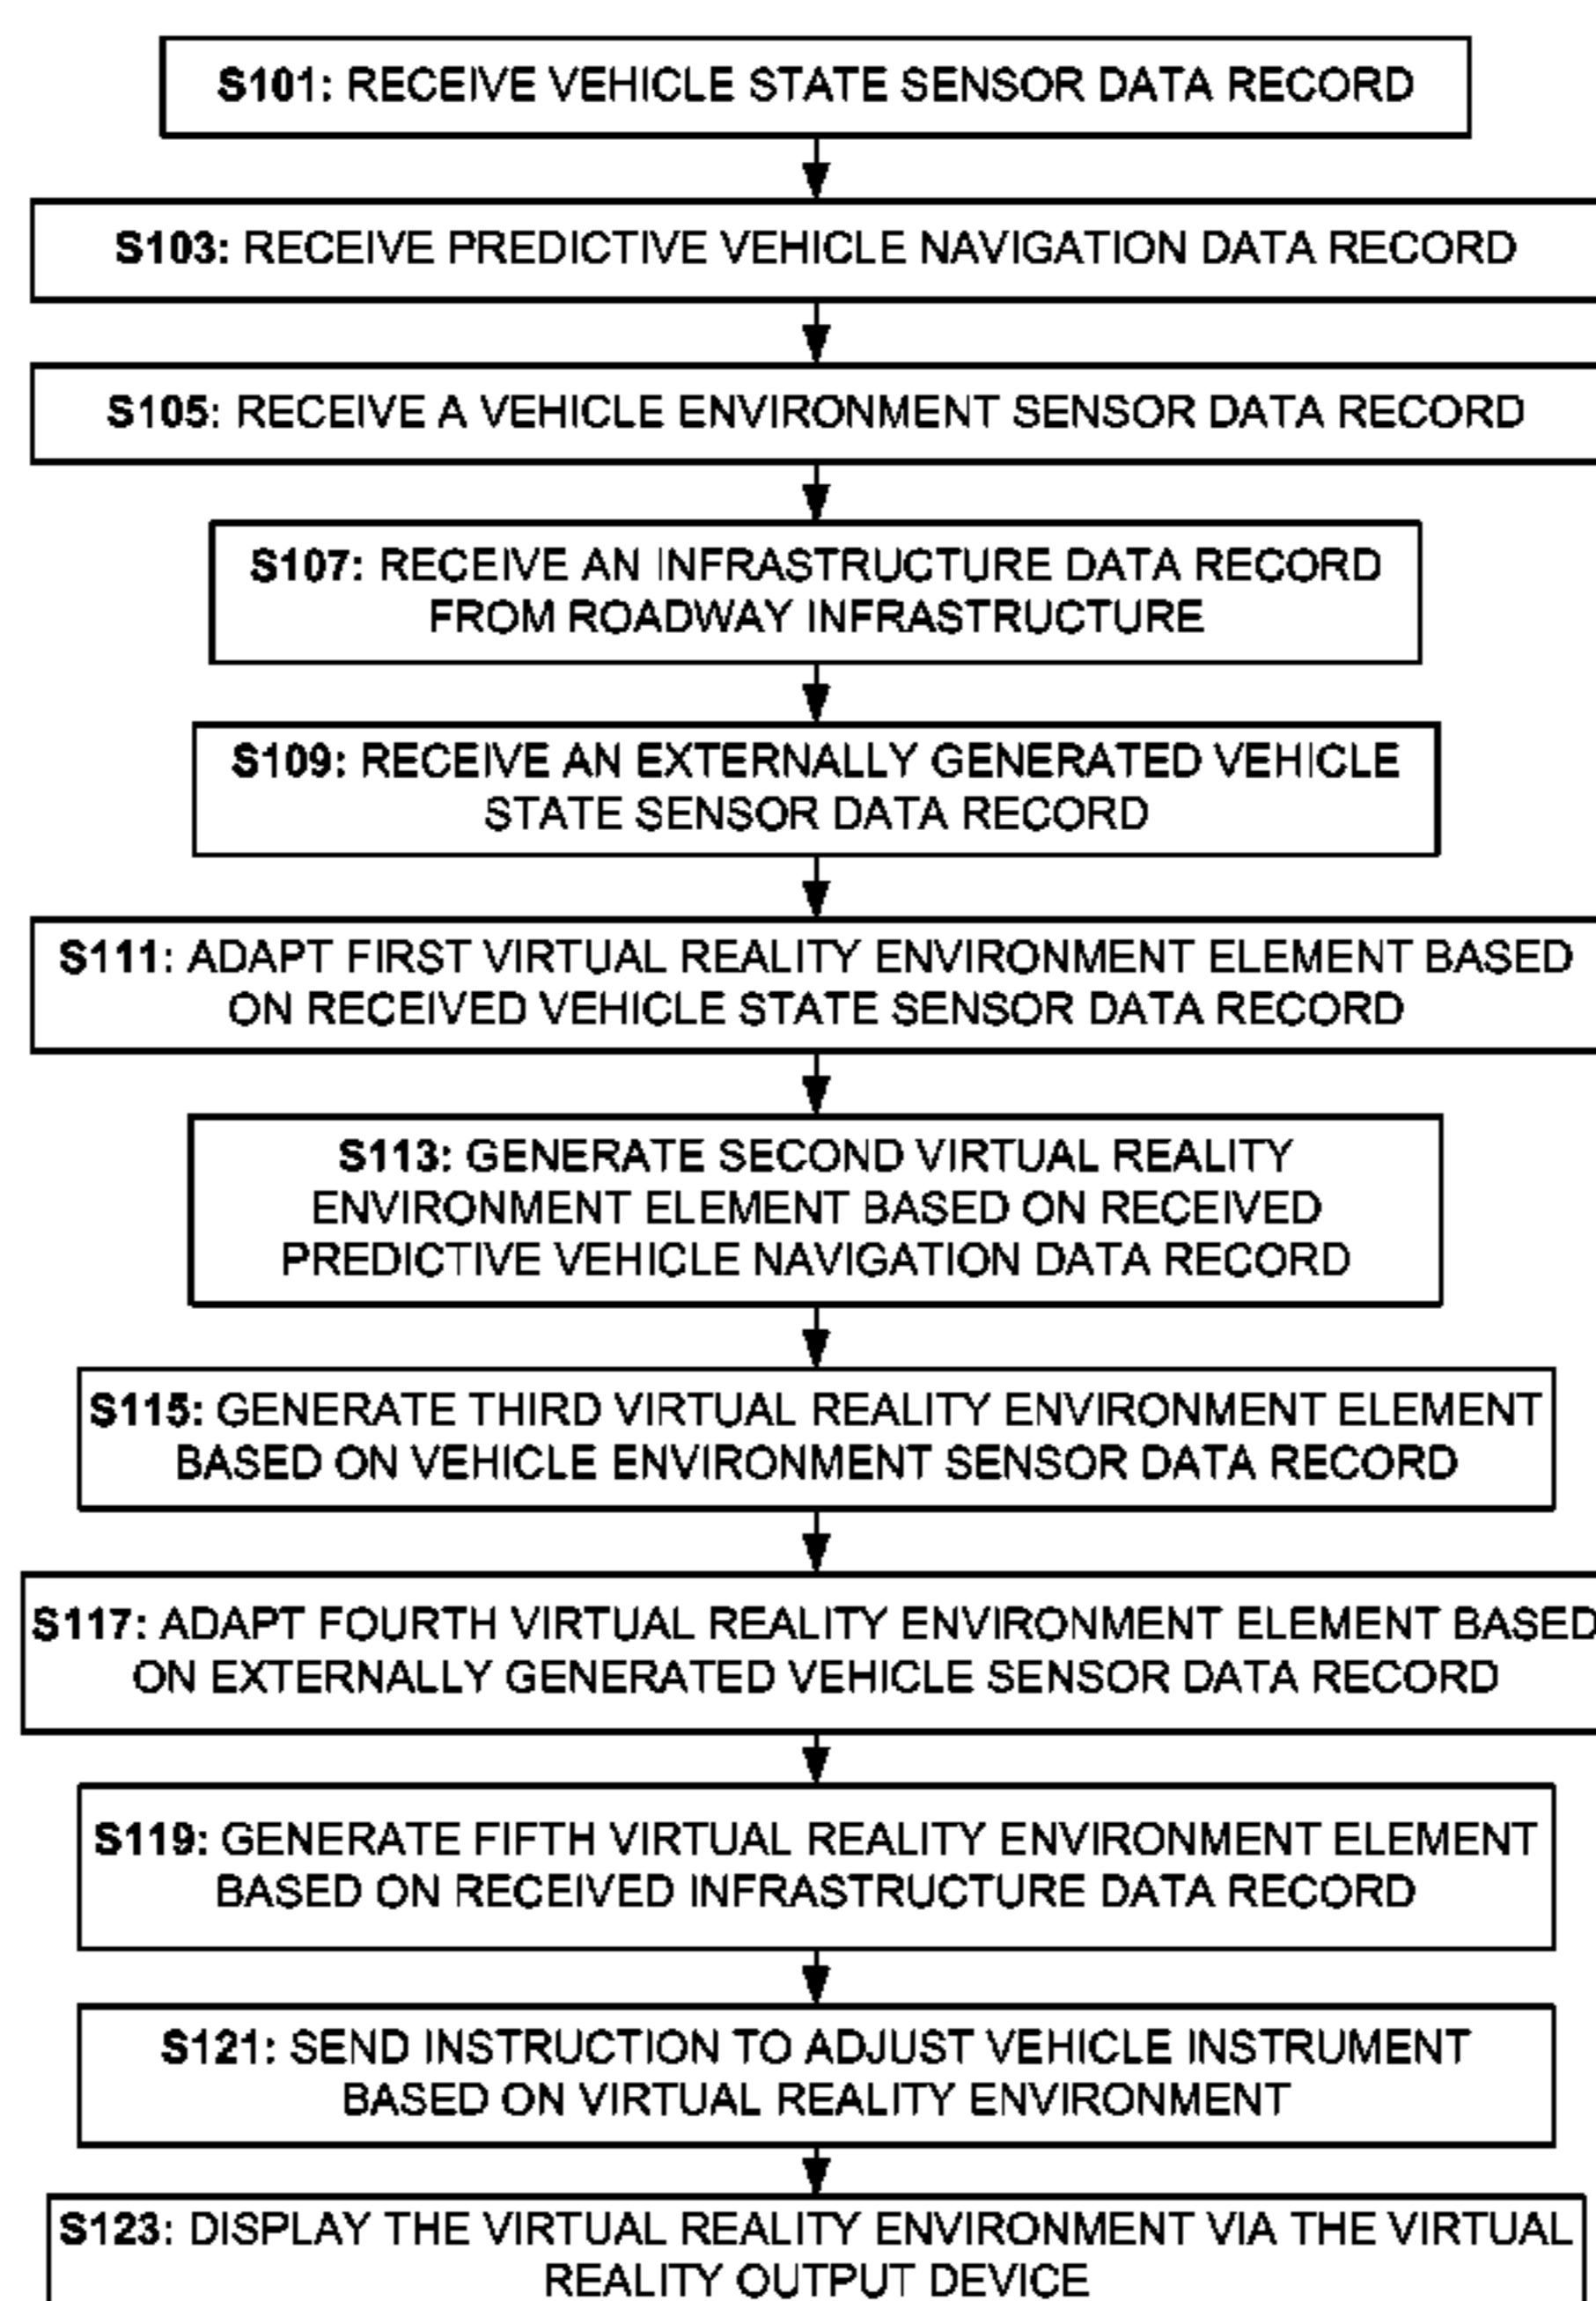 S101: RECEIVE VEHICLE STATE SENSOR DATA RECORD
S103: RECEIVE PREDICTIVE VEHICLE NAVIGATION DATA RECORD
S105: RECEIVE A VEHICLE ENVIRONMENT SENSOR DATA RECORD
S107: RECEIVE AN INFRASTRUCTURE DATA RECORD
FROM ROADWAY INFRASTRUCTURE
S109: RECEIVE AN EXTERNALLY GENERATED VEHICLE
STATE SENSOR DATA RECORD
S111: ADAPT FIRST VIRTUAL REALITY ENVIRONMENT ELEMENT BASED
ON RECEIVED VEHICLE STATE SENSOR DATA RECORD
S113: GENERATE SECOND VIRTUAL REALITY
ENVIRONMENT ELEMENT BASED ON RECEIVED
PREDICTIVE VEHICLE NAVIGATION DATA RECORD
S115: GENERATE THIRD VIRTUAL REALITY ENVIRONMENT ELEMENT
BASED ON VEHICLE ENVIRONMENT SENSOR DATA RECORD
S117: ADAPT FOURTH VIRTUAL REALITY ENVIRONMENT ELEMENT BASED
ON EXTERNALLY GENERATED VEHICLE SENSOR DATA RECORD
S119: GENERATE FIFTH VIRTUAL REALITY ENVIRONMENT ELEMENT
BASED ON RECEIVED INFRASTRUCTURE DATA RECORD
S121: SEND INSTRUCTION TO ADJUST VEHICLE INSTRUMENT
BASED ON VIRTUAL REALITY ENVIRONMENT
S123: DISPLAY THE VIRTUAL REALITY ENVIRONMENT VIA THE VIRTUAL
REALITY OUTPUT DEVICE